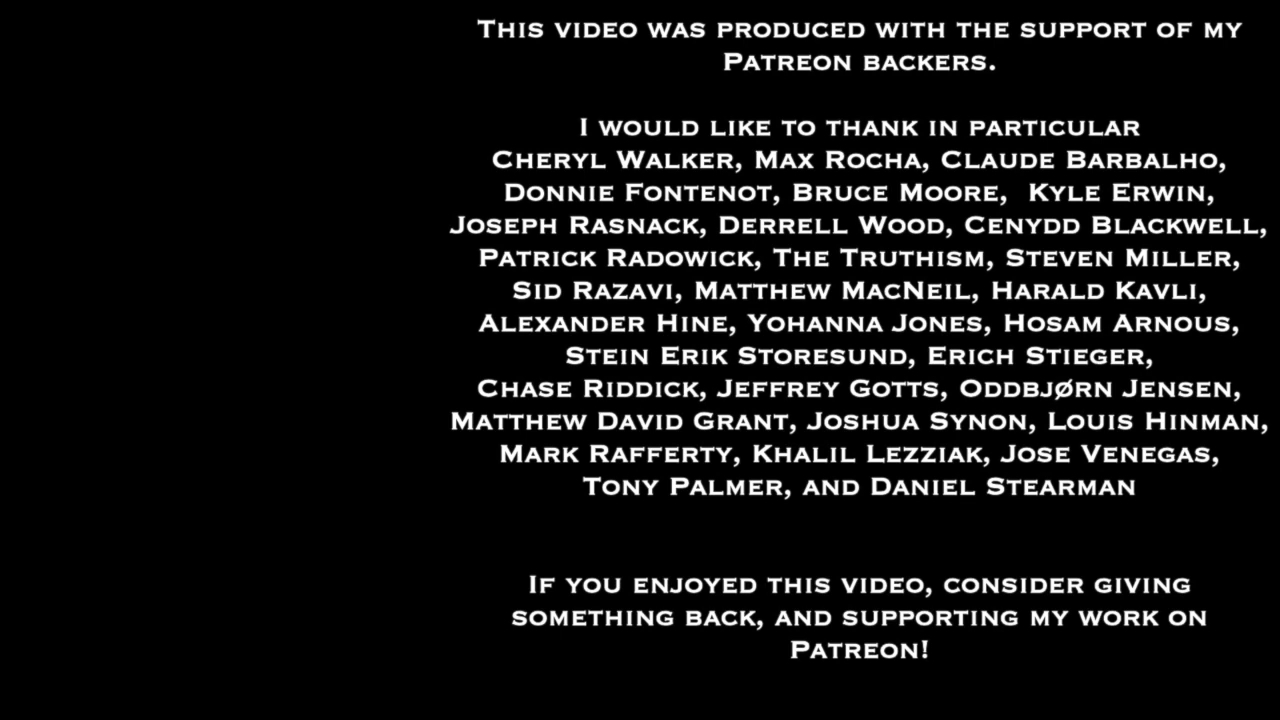 This video was produced with the support of my
Patreon backers.
I would like to thank in particular
Cheryl Walker, Max Rocha, Claude Barbalho,
Donnie Fontenot, Bruce Moore,  Kyle Erwin,
Joseph Rasnack, Derrell Wood, Cenydd Blackwell,
Patrick Radowick, The Truthism, Steven Miller,
Sid Razavi, Matthew MacNeil, Harald Kavli,
Alexander Hine, Yohanna Jones, Hosam Arnous,
Stein Erik Storesund, Erich Stieger,
Chase Riddick, Jeffrey Gotts, Oddbjørn Jensen,
Matthew David Grant, Joshua Synon, Louis Hinman,
Mark Rafferty, Khalil Lezziak, Jose Venegas,
Tony Palmer, and Daniel Stearman
If you enjoyed this video, consider giving
something back, and supporting my work on
Patreon!